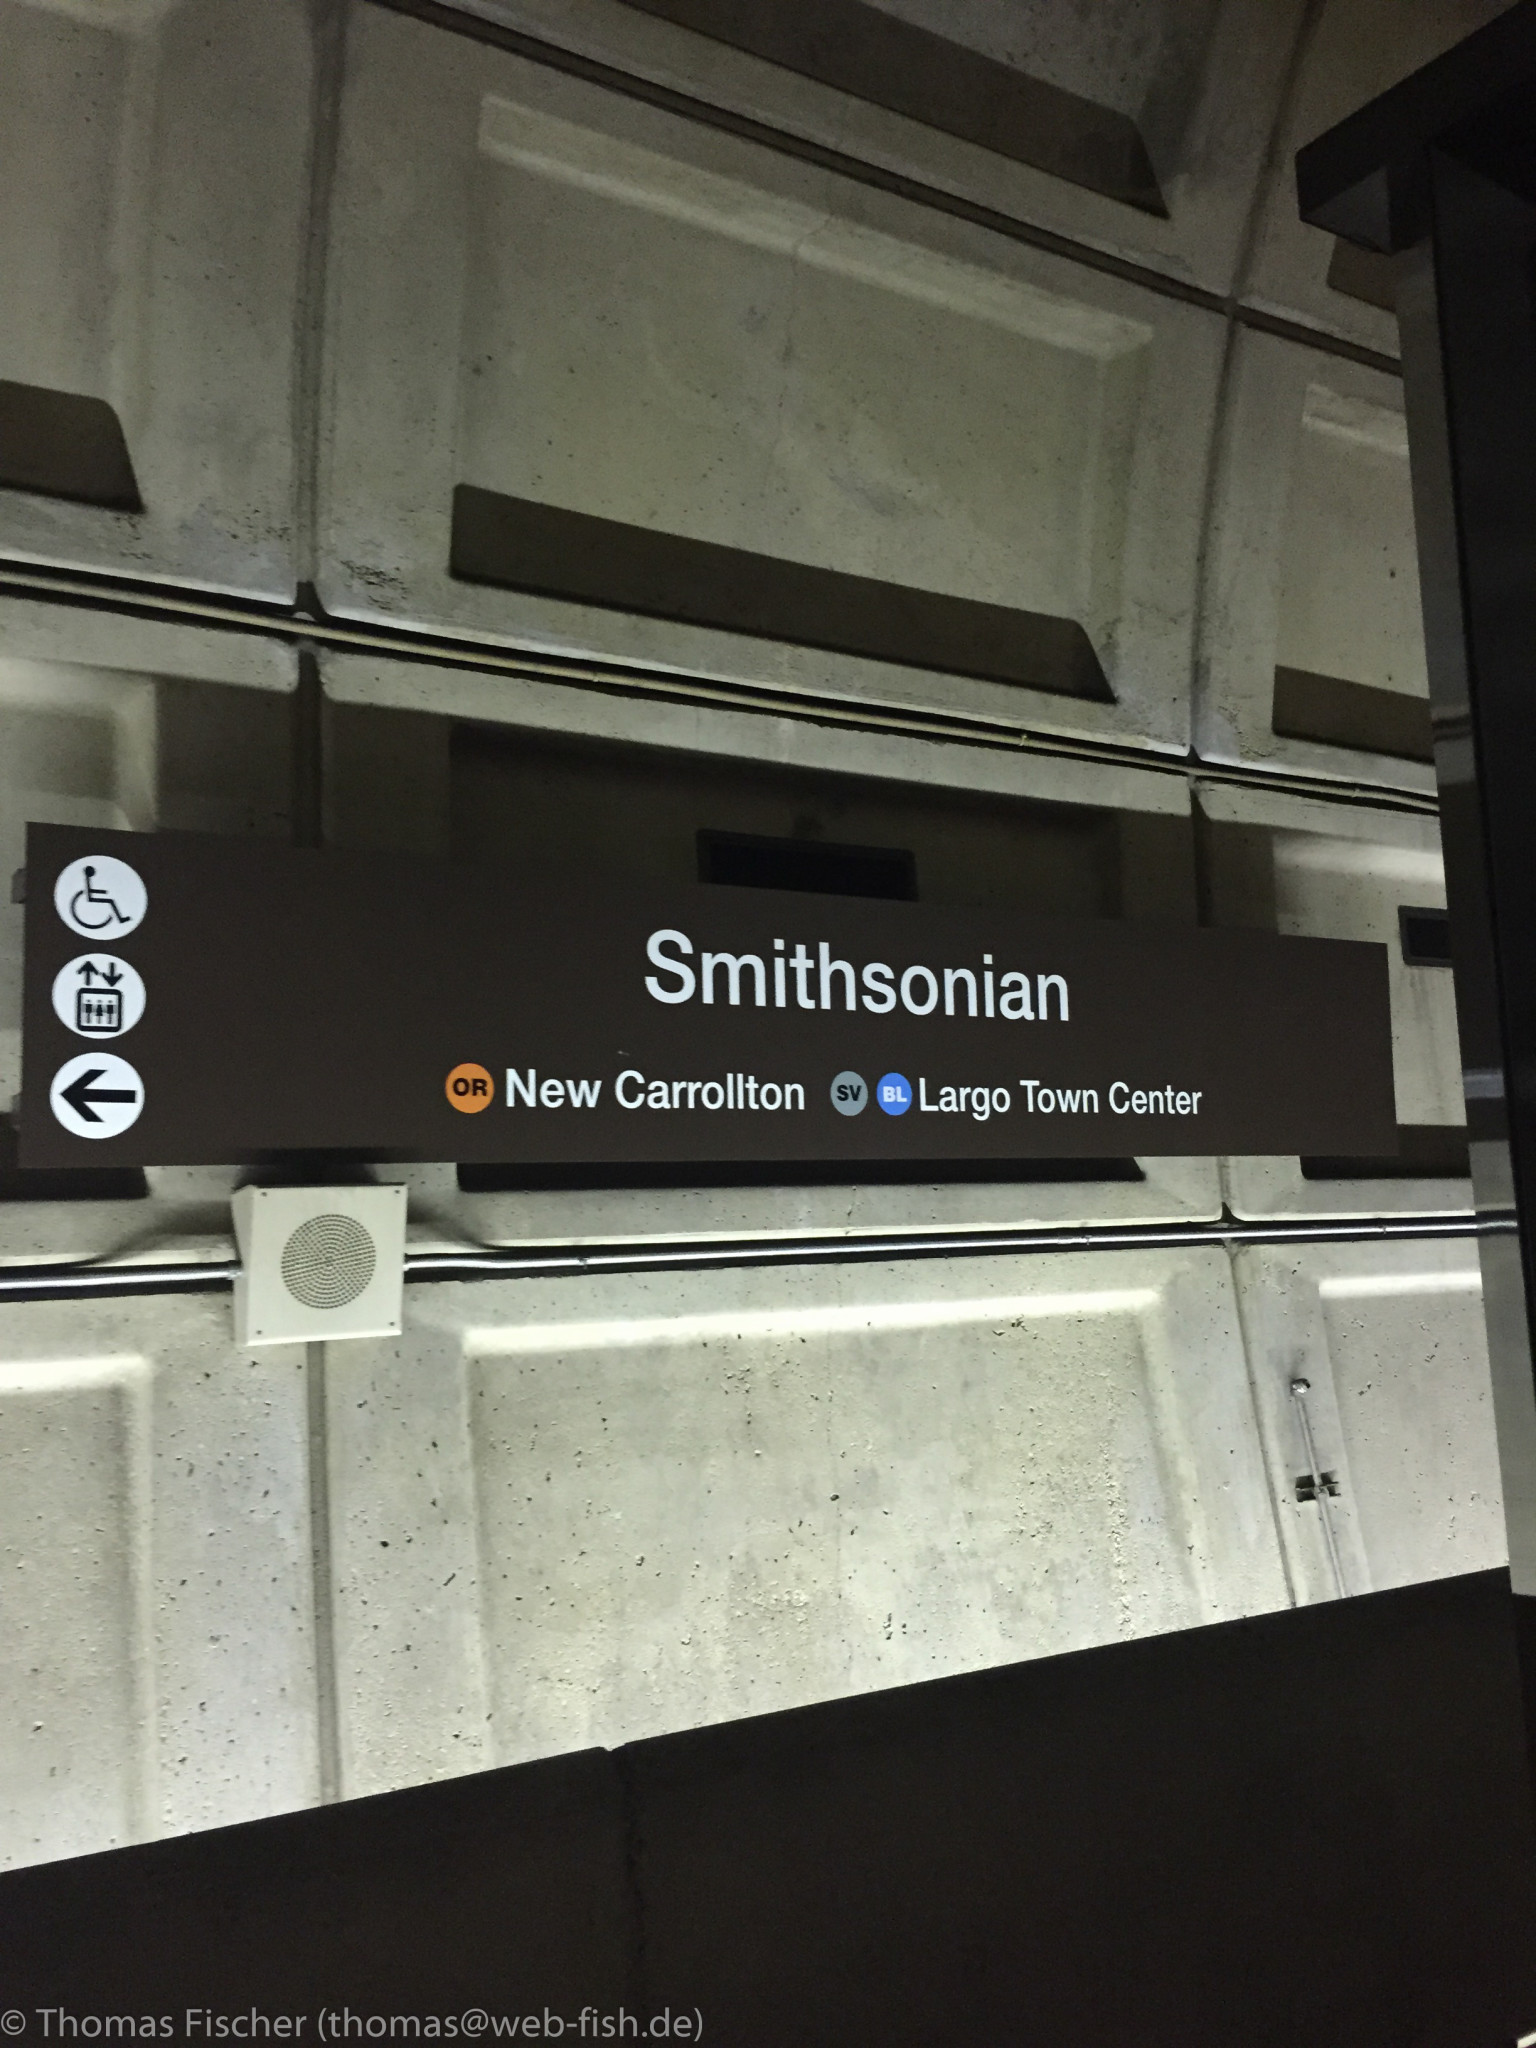 Smithsonian
OR New Carrollton SV BL Largo Town Center
© Thomas Fischer (thomas@web-fish.de)